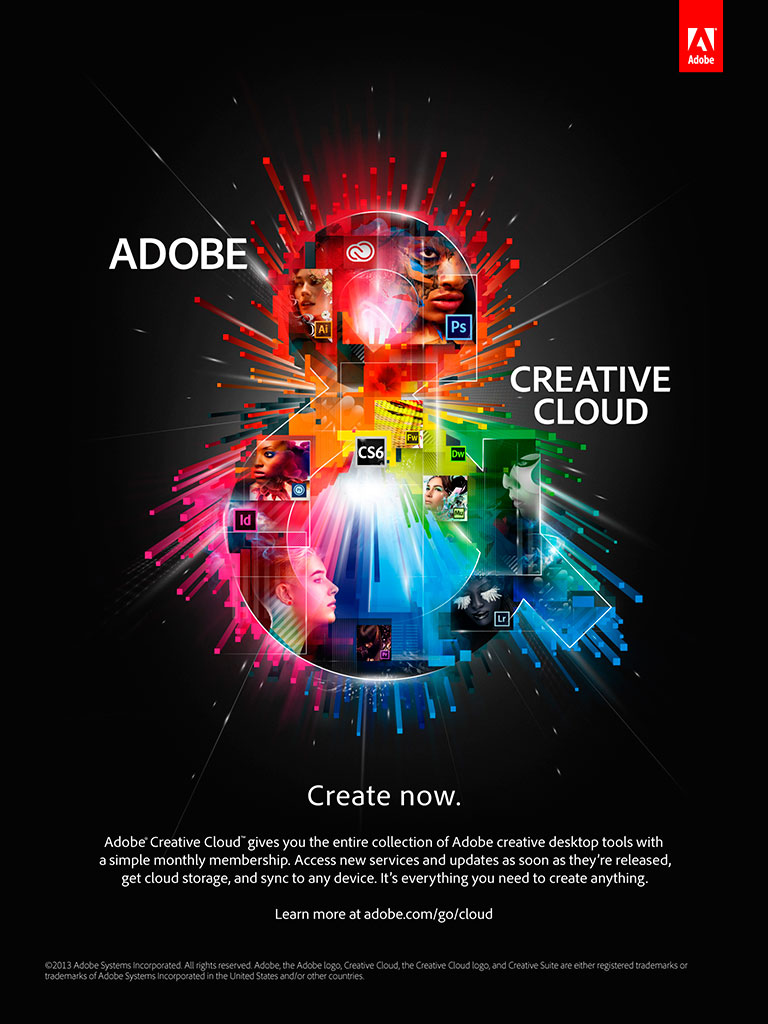 Adobe
ADOBE
Ai
Ps
CREATIVE
CLOUD
Fw
CS6
Dw
Id
Mu
Lr
Pr
Create now.
Adobe® Creative Cloud™ gives you the entire collection of Adobe creative desktop tools with
a simple monthly membership. Access new services and updates as soon as they’re released,
get cloud storage, and sync to any device. It’s everything you need to create anything.
Learn more at adobe.com/go/cloud
©2013 Adobe Systems Incorporated. All rights reserved. Adobe, the Adobe logo, Creative Cloud, the Creative Cloud logo, and Creative Suite are either registered trademarks or
trademarks of Adobe Systems Incorporated in the United States and/or other countries.